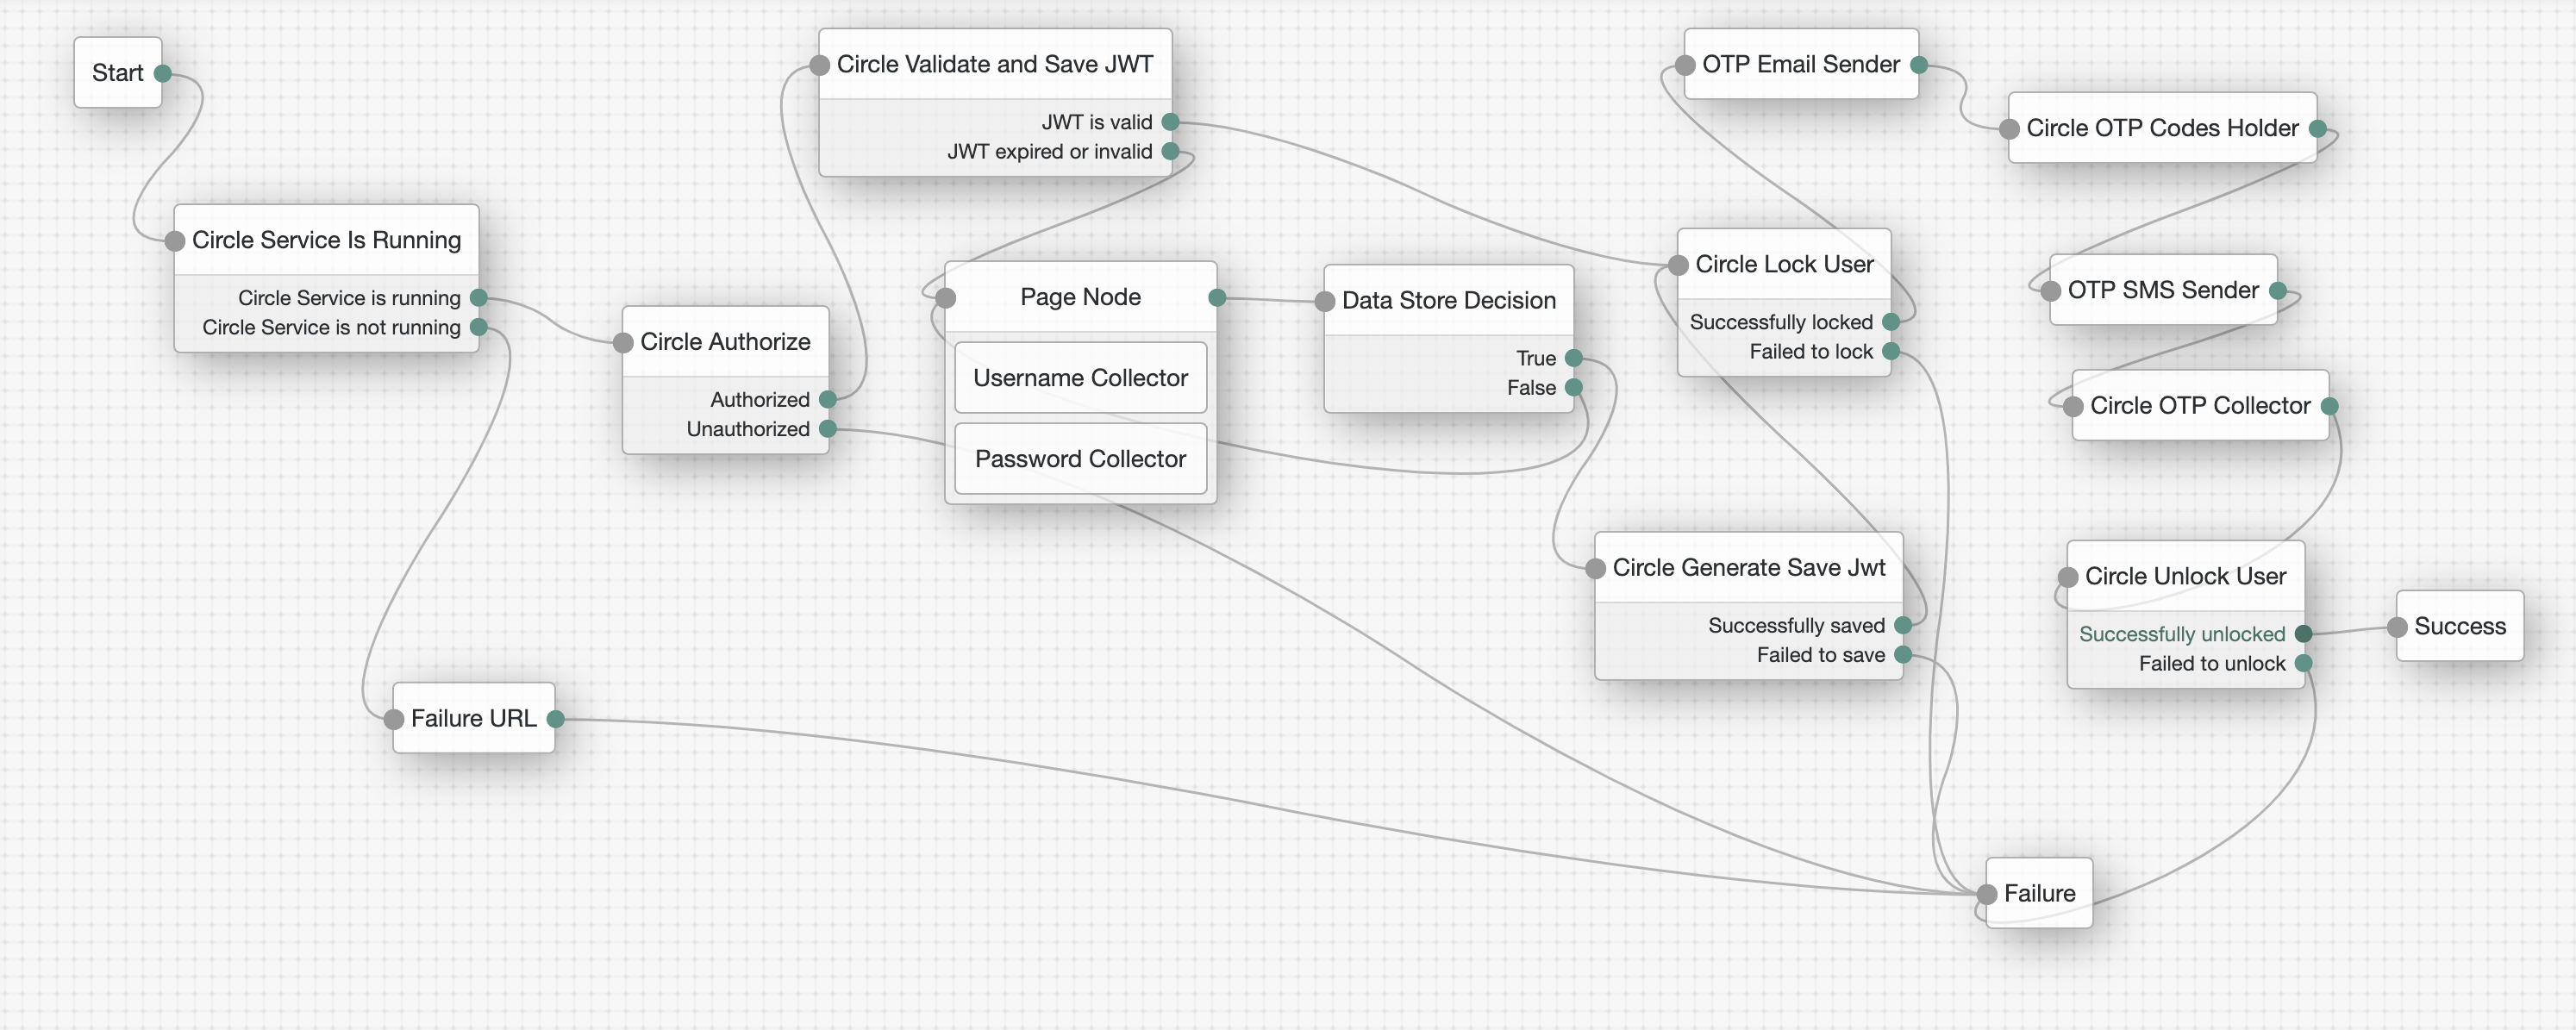 Start
Circle Service Is Running
Circle Service is running
Circle Service is not running
Failure URL
Circle Authorize
Authorized
Unauthorized
Circle Validate and Save JWT
JWT is valid
JWT expired or invalid
Page Node
Username Collector
Password Collector
Data Store Decision
True
False
Circle Generate Save Jwt
Successfully saved
Failed to save
Circle Lock User
Successfully locked
Failed to lock
OTP Email Sender
Circle OTP Codes Holder
OTP SMS Sender
Circle OTP Collector
Circle Unlock User
Successfully unlocked
Failed to unlock
Success
Failure